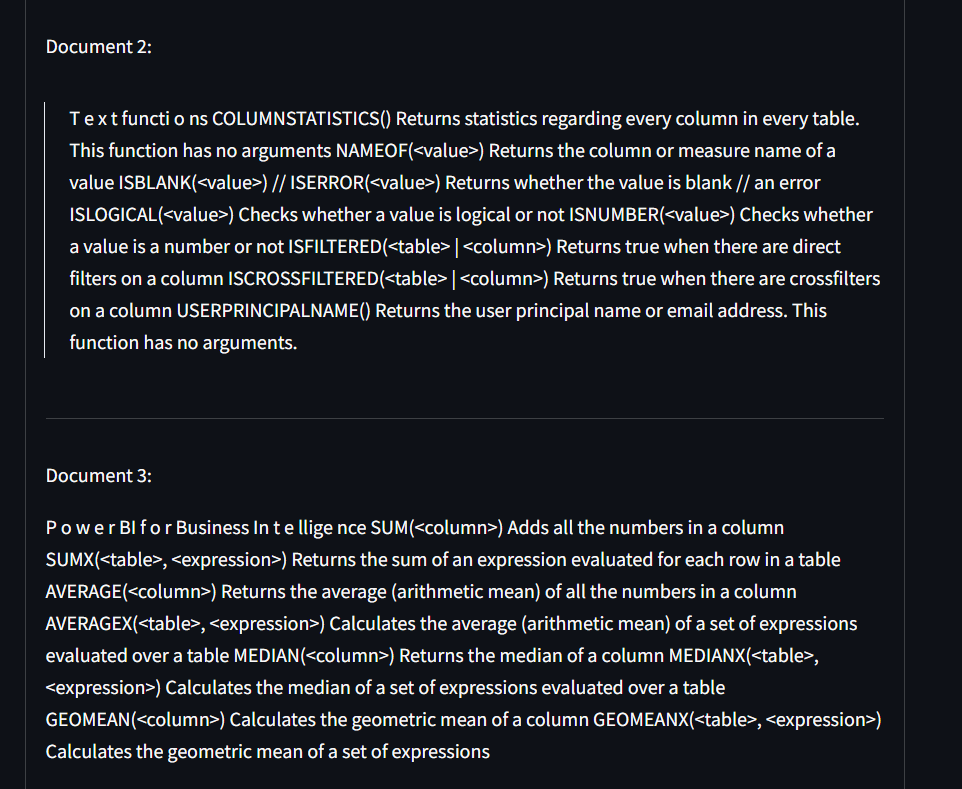 Document 2:
T e x t functi o ns COLUMNSTATISTICS() Returns statistics regarding every column in every table.
This function has no arguments NAMEOF(<value>) Returns the column or measure name of a
value ISBLANK(<value>) // ISERROR(<value>) Returns whether the value is blank // an error
ISLOGICAL(<value>) Checks whether a value is logical or not ISNUMBER(<value>) Checks whether
a value is a number or not ISFILTERED(<table> | <column>) Returns true when there are direct
filters on a column ISCROSSFILTERED(<table> | <column>) Returns true when there are crossfilters
on a column USERPRINCIPALNAME() Returns the user principal name or email address. This
function has no arguments.
Document 3:
P o w e r BI f o r Business In t e llige nce SUM(<column>) Adds all the numbers in a column
SUMX(<table>, <expression>) Returns the sum of an expression evaluated for each row in a table
AVERAGE(<column>) Returns the average (arithmetic mean) of all the numbers in a column
AVERAGEX(<table>, <expression>) Calculates the average (arithmetic mean) of a set of expressions
evaluated over a table MEDIAN(<column>) Returns the median of a column MEDIANX(<table>,
<expression>) Calculates the median of a set of expressions evaluated over a table
GEOMEAN(<column>) Calculates the geometric mean of a column GEOMEANX(<table>, <expression>)
Calculates the geometric mean of a set of expressions